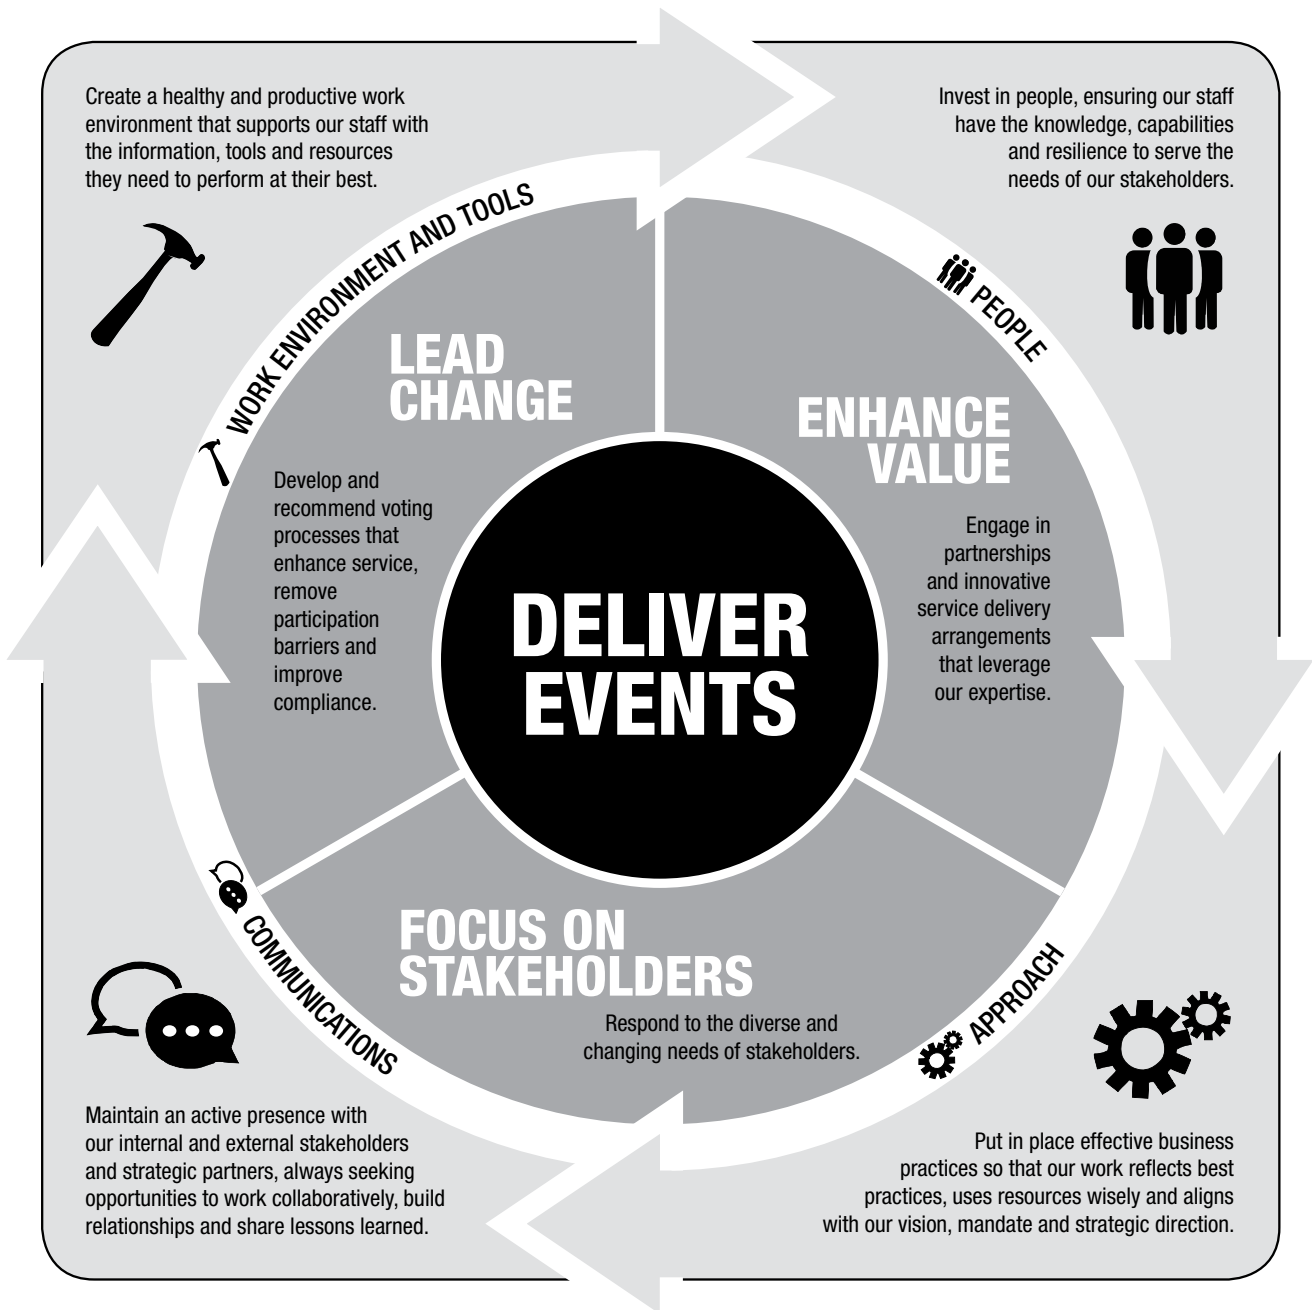 Create a healthy and productive work
environment that supports our staff with
the information, tools and resources
they need to perform at their best.
Invest in people, ensuring our staff
have the knowledge, capabilities
and resilience to serve the
needs of our stakeholders.
WORK ENVIRONMENT AND TOOLS
PEOPLE
LEAD
CHANGE
Develop and
recommend voting
processes that
enhance service,
remove
participation
barriers and
improve
compliance.
ENHANCE
VALUE
Engage in
partnerships
and innovative
service delivery
arrangements
that leverage
our expertise.
DELIVER
EVENTS
FOCUS ON
STAKEHOLDERS
Respond to the diverse and
changing needs of stakeholders.
COMMUNICATIONS
APPROACH
Maintain an active presence with
our internal and external stakeholders
and strategic partners, always seeking
opportunities to work collaboratively, build
relationships and share lessons learned.
Put in place effective business
practices so that our work reflects best
practices, uses resources wisely and aligns
with our vision, mandate and strategic direction.